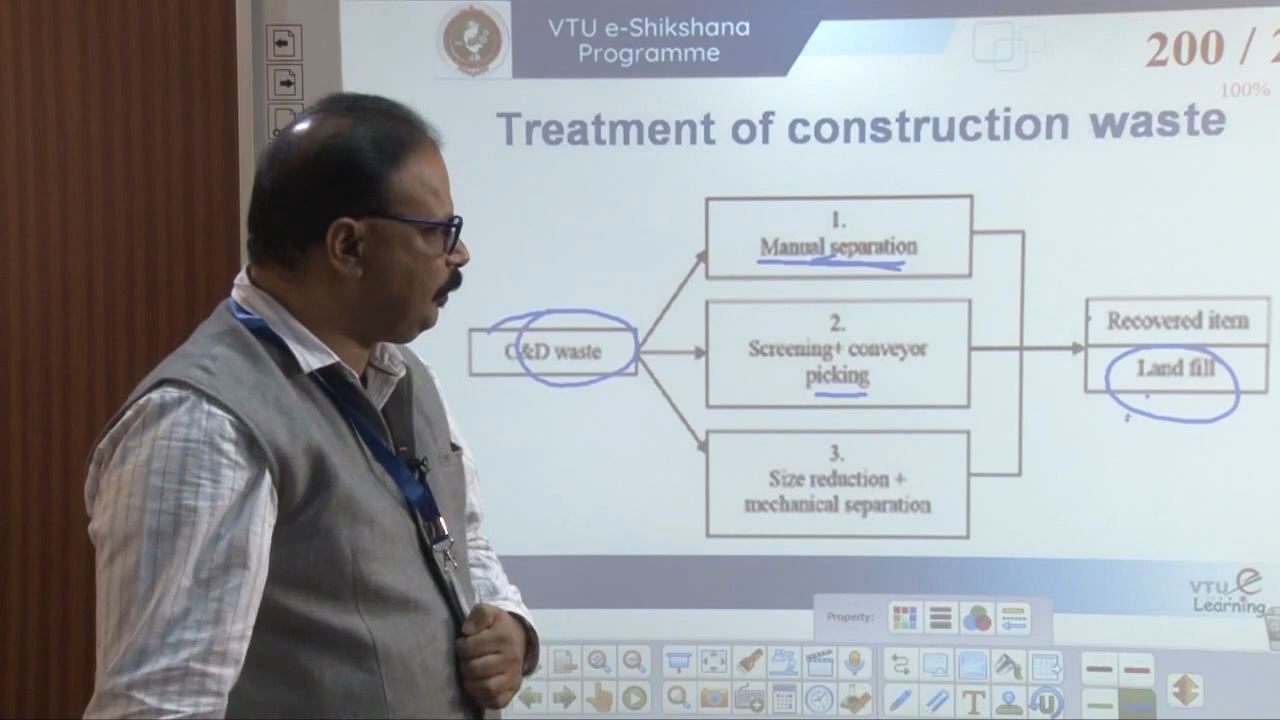 VTU e-Shikshana
Programme
200 / 2
100%
Treatment of construction waste
1.
Manual separation
2.
Screening+ conveyor
picking
3.
Size reduction +
mechanical separation
C&D waste
Recovered item
Land fill
VTU
Learning
Property: